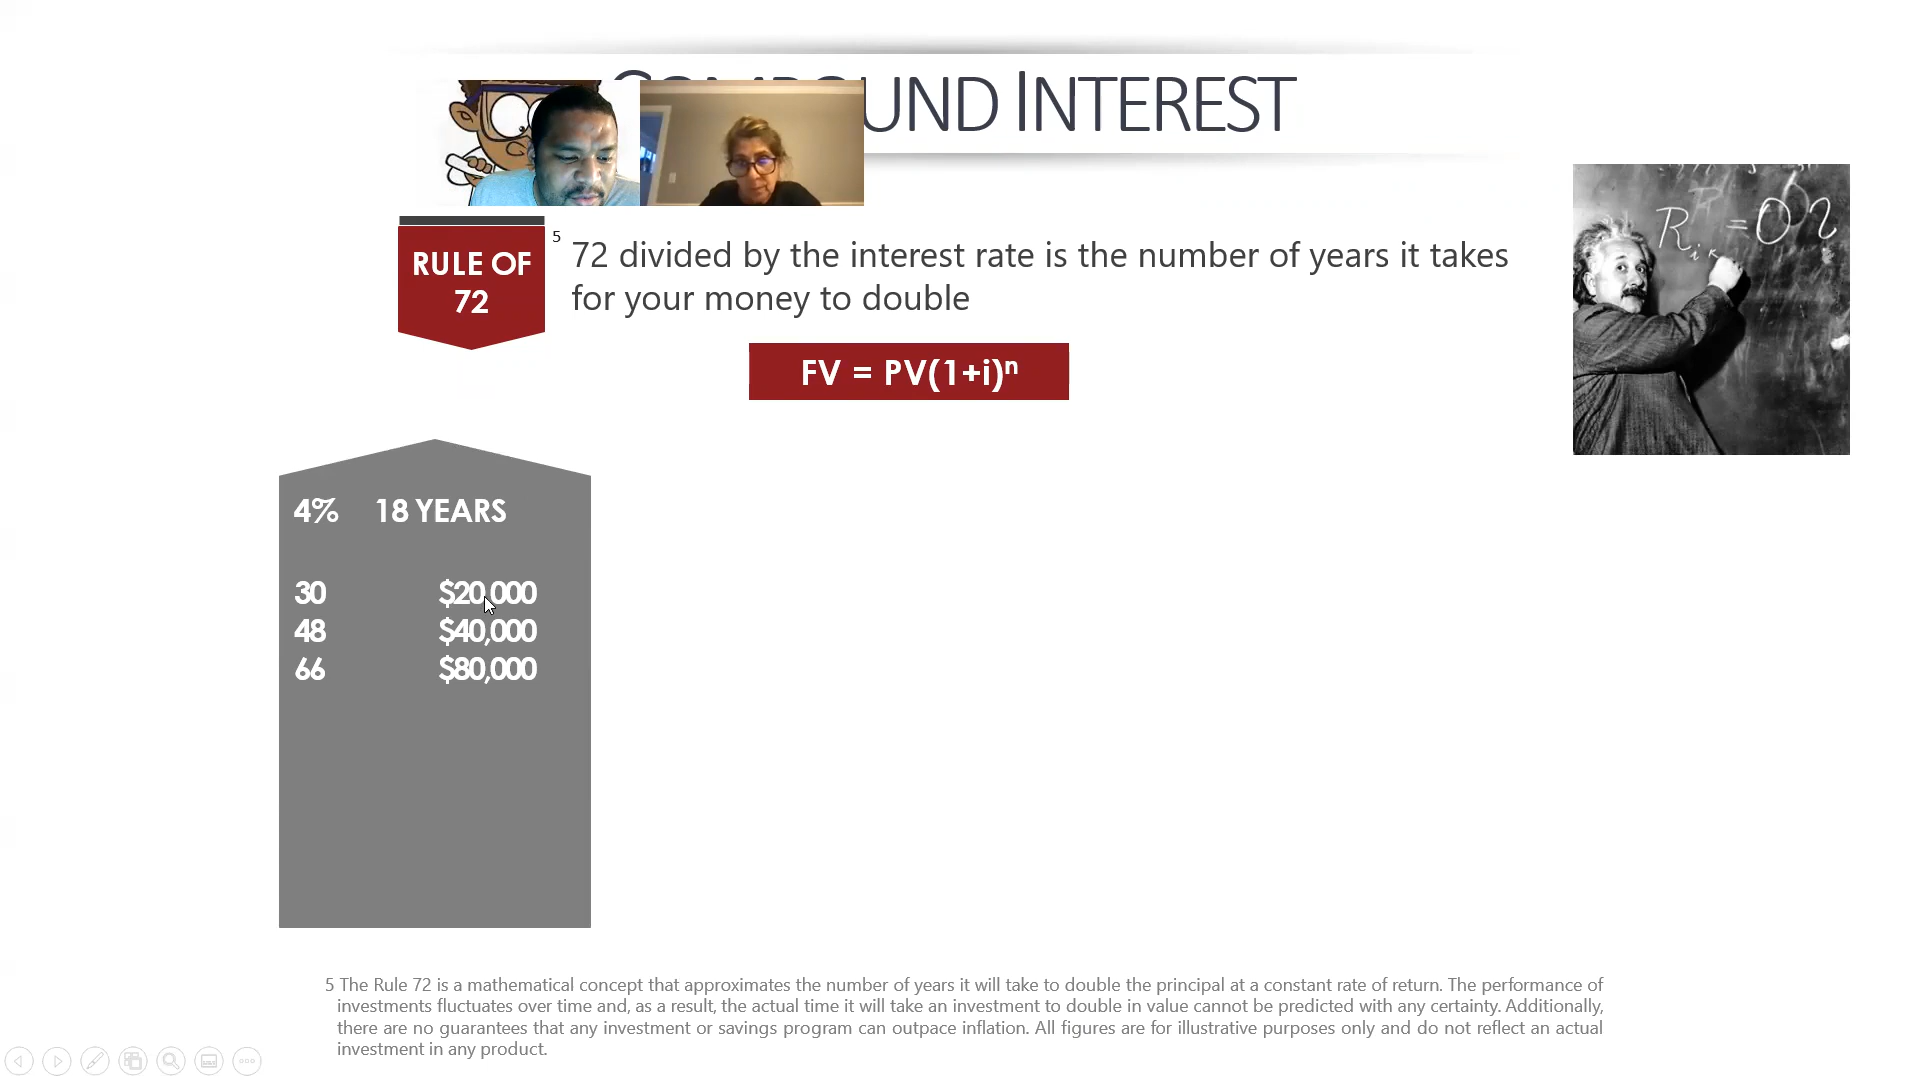 COMPOUND INTEREST
RULE OF
72
5
72 divided by the interest rate is the number of years it takes
for your money to double
FV = PV(1+i)ⁿ
4% 18 YEARS
30 $20,000
48 $40,000
66 $80,000
5 The Rule 72 is a mathematical concept that approximates the number of years it will take to double the principal at a constant rate of return. The performance of
investments fluctuates over time and, as a result, the actual time it will take an investment to double in value cannot be predicted with any certainty. Additionally,
there are no guarantees that any investment or savings program can outpace inflation. All figures are for illustrative purposes only and do not reflect an actual
investment in any product.